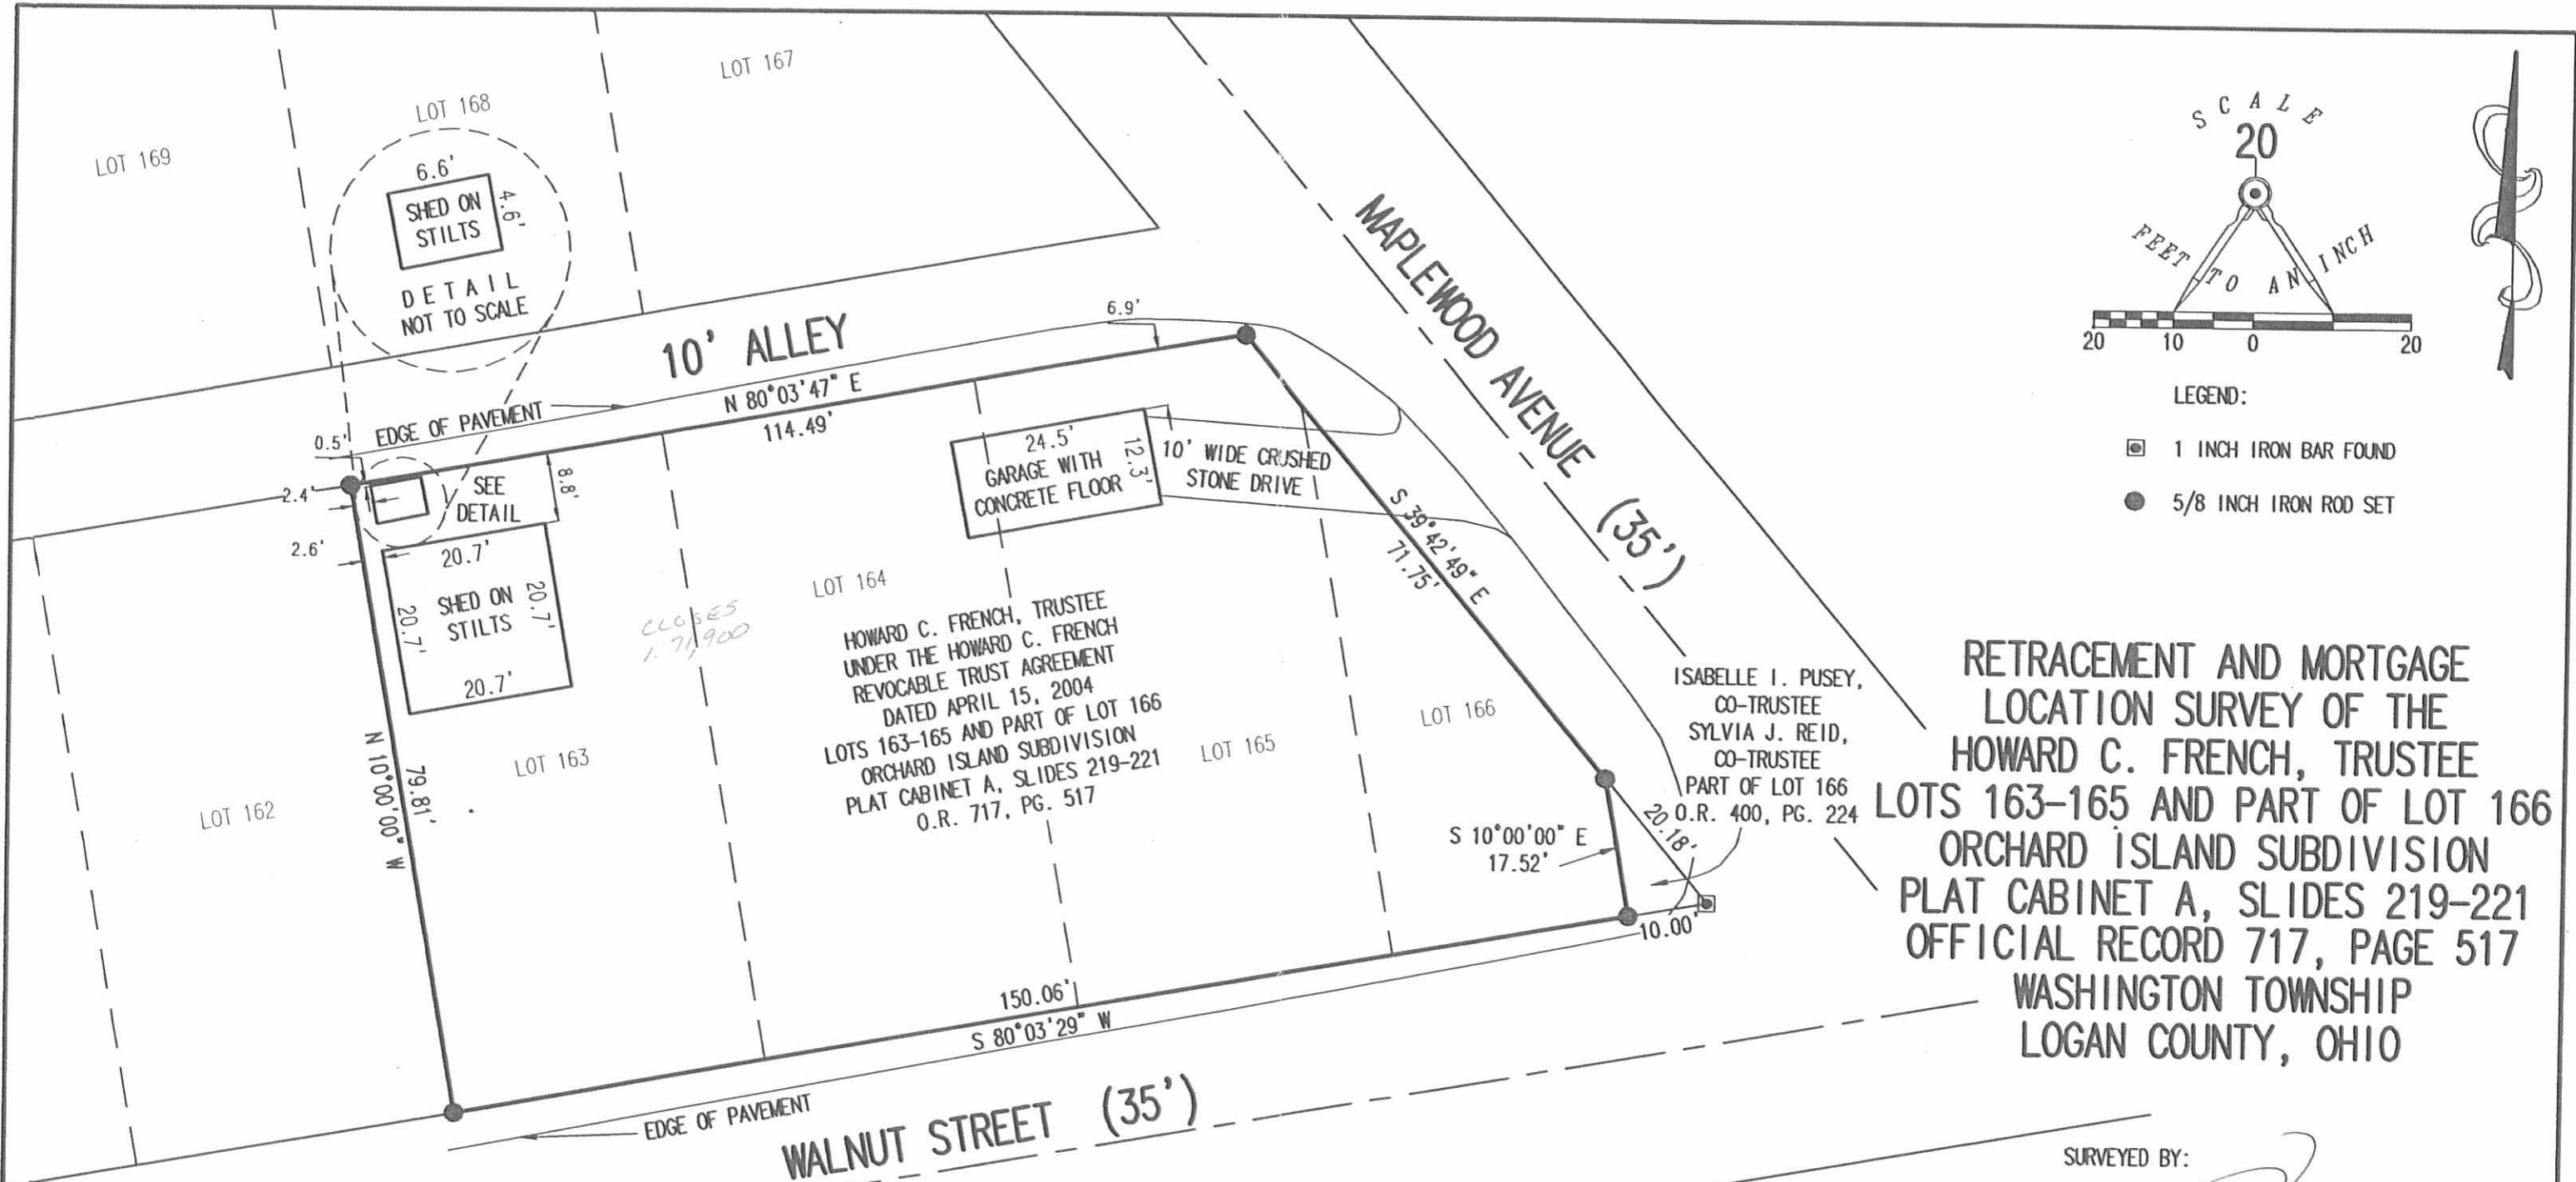 LOT 169
LOT 168
LOT 167
6.6'
SHED ON
STILTS
4.6'
DETAIL
NOT TO SCALE
10' ALLEY
6.9'
MAPLEWOOD AVENUE (35')
SCALE
20
FEET TO AN INCH
20 10 0 20
LEGEND:
1 INCH IRON BAR FOUND
5/8 INCH IRON ROD SET
0.5'
EDGE OF PAVEMENT
N 80°03'47" E
114.49'
2.4'
SEE
DETAIL
8.8'
2.6'
20.7'
SHED ON
STILTS
20.7'
20.7'
20.7'
24.5'
GARAGE WITH
CONCRETE FLOOR
12.3'
10' WIDE CRUSHED
STONE DRIVE
S 39°42'49" E
71.75'
CLOSES
1:71,900
LOT 164
HOWARD C. FRENCH, TRUSTEE
UNDER THE HOWARD C. FRENCH
REVOCABLE TRUST AGREEMENT
DATED APRIL 15, 2004
LOTS 163-165 AND PART OF LOT 166
ORCHARD ISLAND SUBDIVISION
PLAT CABINET A, SLIDES 219-221
O.R. 717, PG. 517
LOT 162
N 10°00'00" W
79.81'
LOT 163
LOT 165
LOT 166
ISABELLE I. PUSEY,
CO-TRUSTEE
SYLVIA J. REID,
CO-TRUSTEE
PART OF LOT 166
O.R. 400, PG. 224
20.18'
S 10°00'00" E
17.52'
10.00'
150.06'
S 80°03'29" W
EDGE OF PAVEMENT
WALNUT STREET (35')
RETRACEMENT AND MORTGAGE
LOCATION SURVEY OF THE
HOWARD C. FRENCH, TRUSTEE
LOTS 163-165 AND PART OF LOT 166
ORCHARD ISLAND SUBDIVISION
PLAT CABINET A, SLIDES 219-221
OFFICIAL RECORD 717, PAGE 517
WASHINGTON TOWNSHIP
LOGAN COUNTY, OHIO
SURVEYED BY: